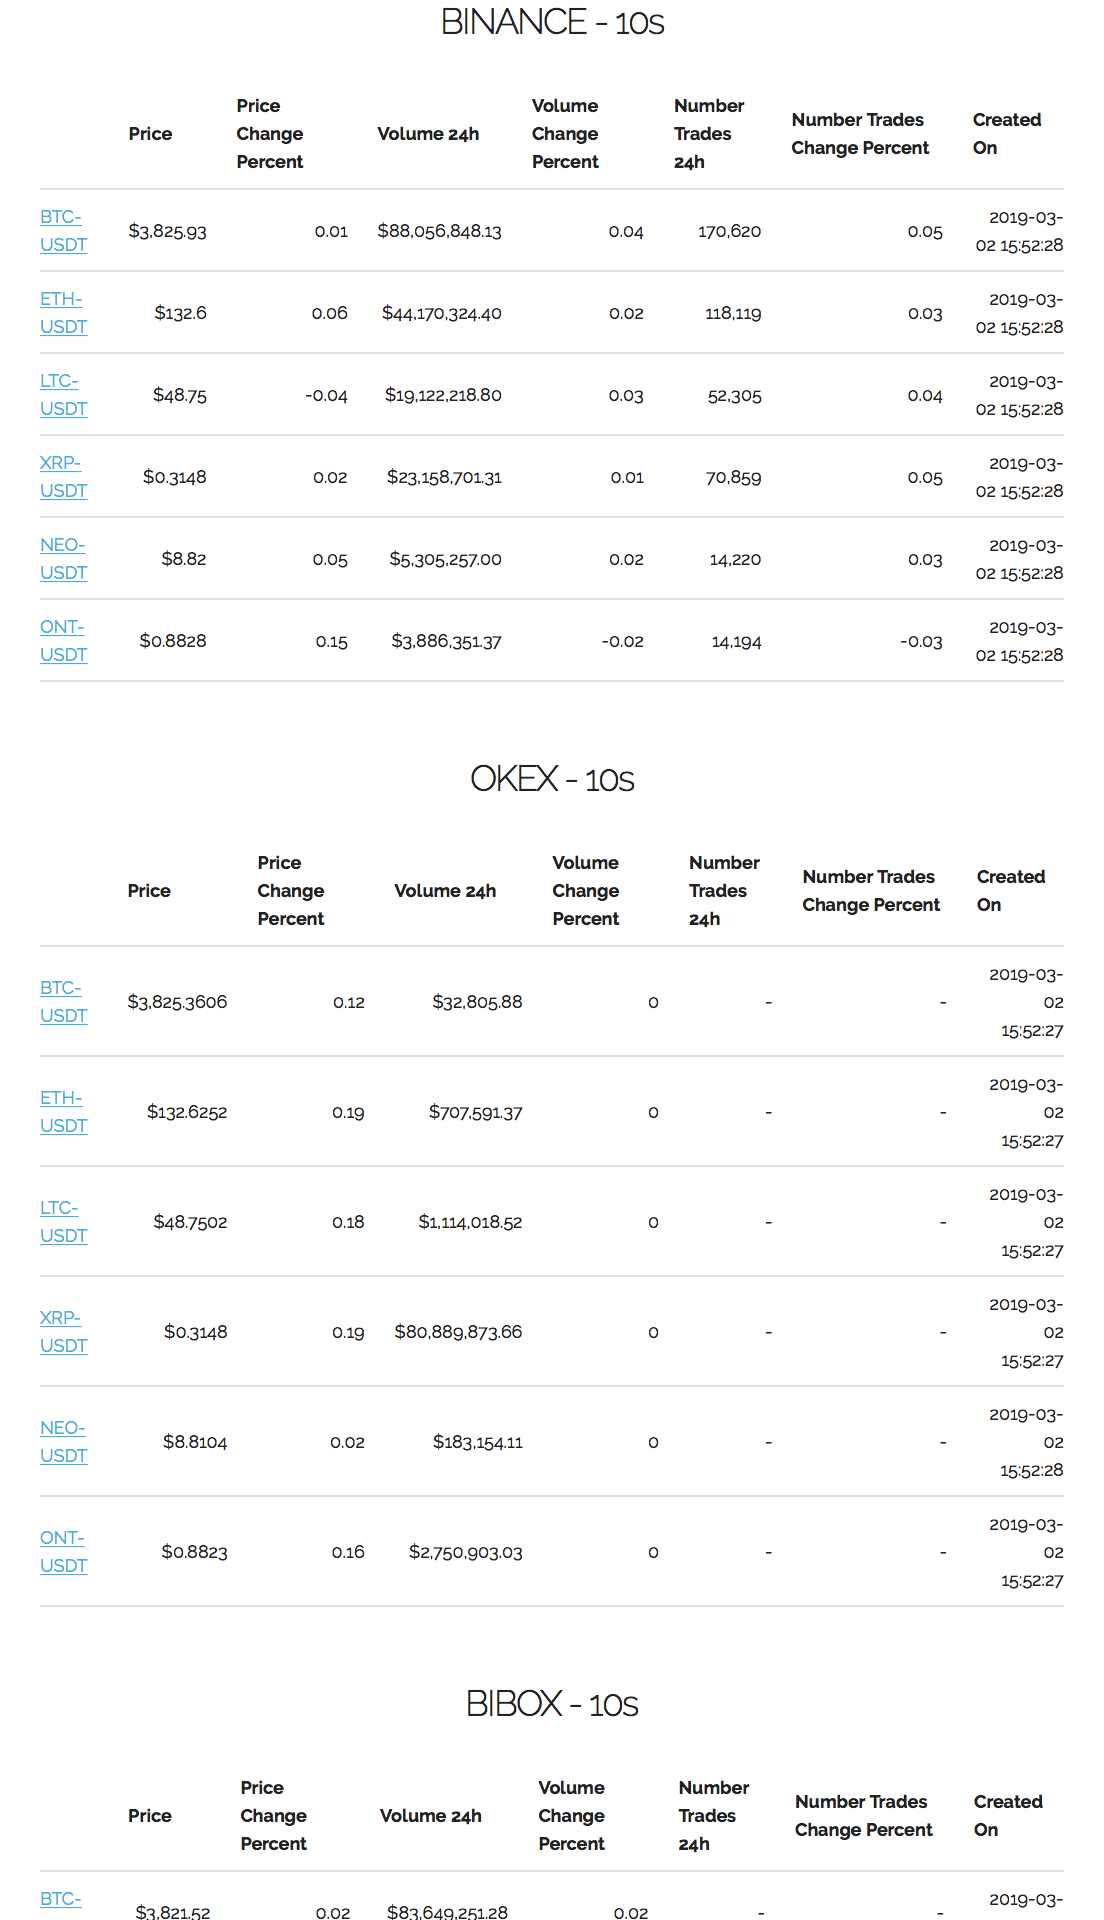 BINANCE - 10s
Price
Price Change Percent
Volume 24h
Volume Change Percent
Number Trades 24h
Number Trades Change Percent
Created On
BTC-USDT $3,825.93 0.01 $88,056,848.13 0.04 170,620 0.05 2019-03-02 15:52:28
ETH-USDT $132.6 0.06 $44,170,324.40 0.02 118,119 0.03 2019-03-02 15:52:28
LTC-USDT $48.75 -0.04 $19,122,218.80 0.03 52,305 0.04 2019-03-02 15:52:28
XRP-USDT $0.3148 0.02 $23,158,701.31 0.01 70,859 0.05 2019-03-02 15:52:28
NEO-USDT $8.82 0.05 $5,305,257.00 0.02 14,220 0.03 2019-03-02 15:52:28
ONT-USDT $0.8828 0.15 $3,886,351.37 -0.02 14,194 -0.03 2019-03-02 15:52:28
OKEX - 10s
Price
Price Change Percent
Volume 24h
Volume Change Percent
Number Trades 24h
Number Trades Change Percent
Created On
BTC-USDT $3,825.3606 0.12 $32,805.88 0 - - 2019-03-02 15:52:27
ETH-USDT $132.6252 0.19 $707,591.37 0 - - 2019-03-02 15:52:27
LTC-USDT $48.7502 0.18 $1,114,018.52 0 - - 2019-03-02 15:52:27
XRP-USDT $0.3148 0.19 $80,889,873.66 0 - - 2019-03-02 15:52:27
NEO-USDT $8.8104 0.02 $183,154.11 0 - - 2019-03-02 15:52:28
ONT-USDT $0.8823 0.16 $2,750,903.03 0 - - 2019-03-02 15:52:27
BIBOX - 10s
Price
Price Change Percent
Volume 24h
Volume Change Percent
Number Trades 24h
Number Trades Change Percent
Created On
BTC- $3,821.52 0.02 $83,649,251.28 0.02 - - 2019-03-